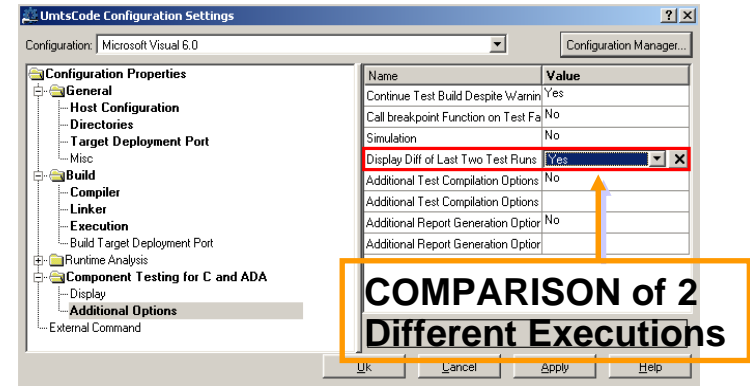 UmtsCode Configuration Settings
Configuration: Microsoft Visual 6.0 Configuration Manager...
Configuration Properties
General
Host Configuration
Directories
Target Deployment Port
Misc
Build
Compiler
Linker
Execution
Build Target Deployment Port
Runtime Analysis
Component Testing for C and ADA
Display
Additional Options
External Command
Name Value
Continue Test Build Despite Warnin Yes
Call breakpoint Function on Test Fa No
Simulation No
Display Diff of Last Two Test Runs Yes
Additional Test Compilation Options No
Additional Test Compilation Options
Additional Report Generation Option No
Additional Report Generation Option
COMPARISON of 2
Different Executions
Ok Cancel Apply Help